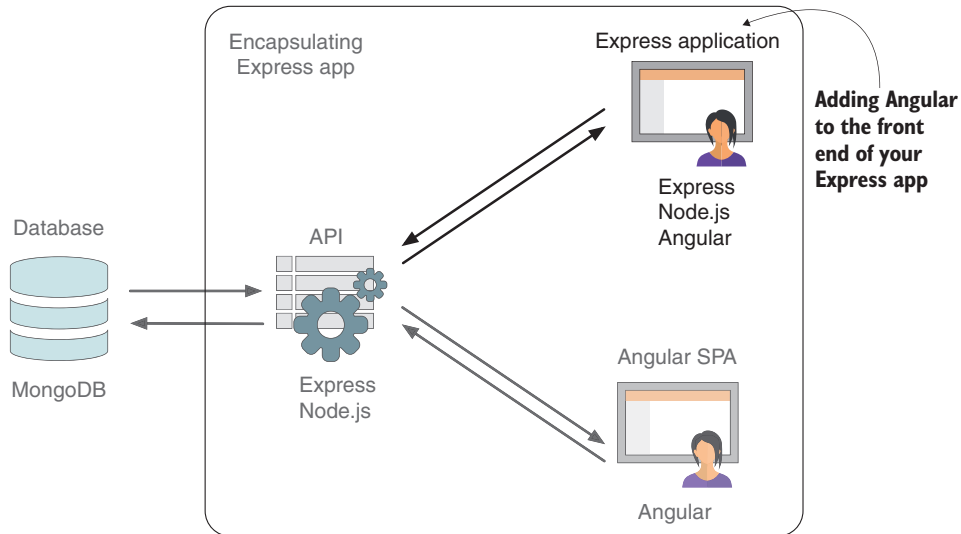 Encapsulating
Express app
Express application
Adding Angular
to the front
end of your
Express app
Express
Node.js
Angular
Database
MongoDB
API
Express
Node.js
Angular SPA
Angular